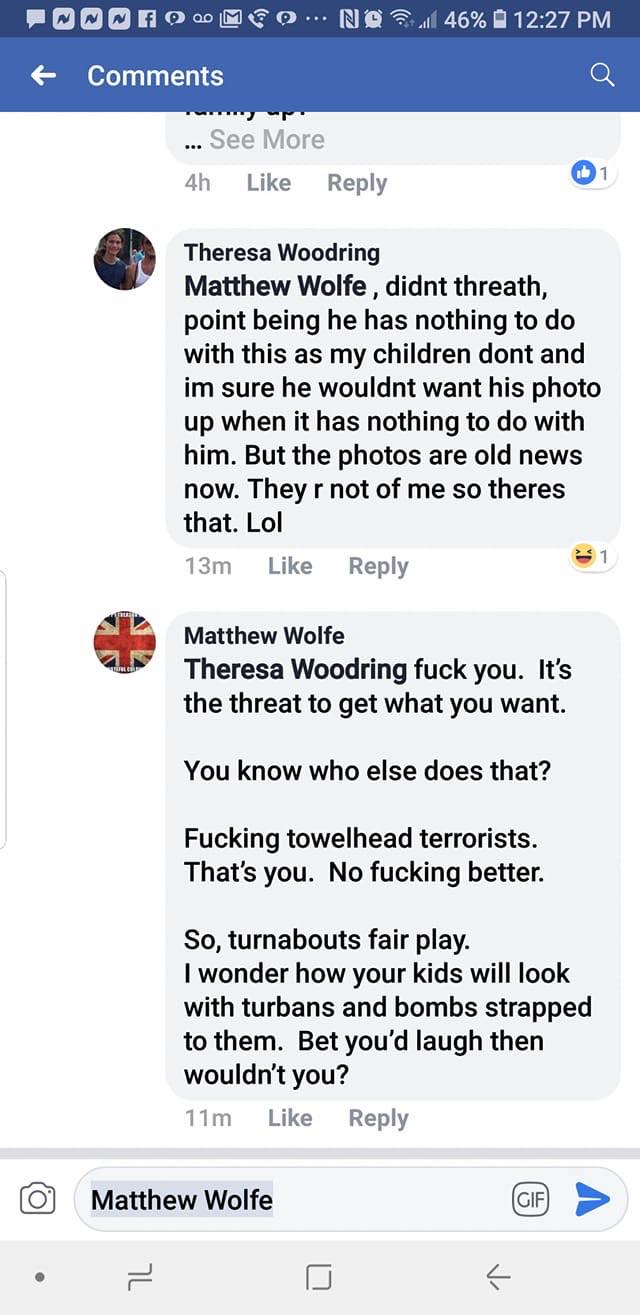 46% 12:27 PM
Comments
family up?
... See More
4h Like Reply
1
Theresa Woodring
Matthew Wolfe , didnt threath,
point being he has nothing to do
with this as my children dont and
im sure he wouldnt want his photo
up when it has nothing to do with
him. But the photos are old news
now. They r not of me so theres
that. Lol
13m Like Reply
1
Matthew Wolfe
Theresa Woodring fuck you. It’s
the threat to get what you want.
You know who else does that?
Fucking towelhead terrorists.
That’s you. No fucking better.
So, turnabouts fair play.
I wonder how your kids will look
with turbans and bombs strapped
to them. Bet you’d laugh then
wouldn’t you?
11m Like Reply
Matthew Wolfe
GIF